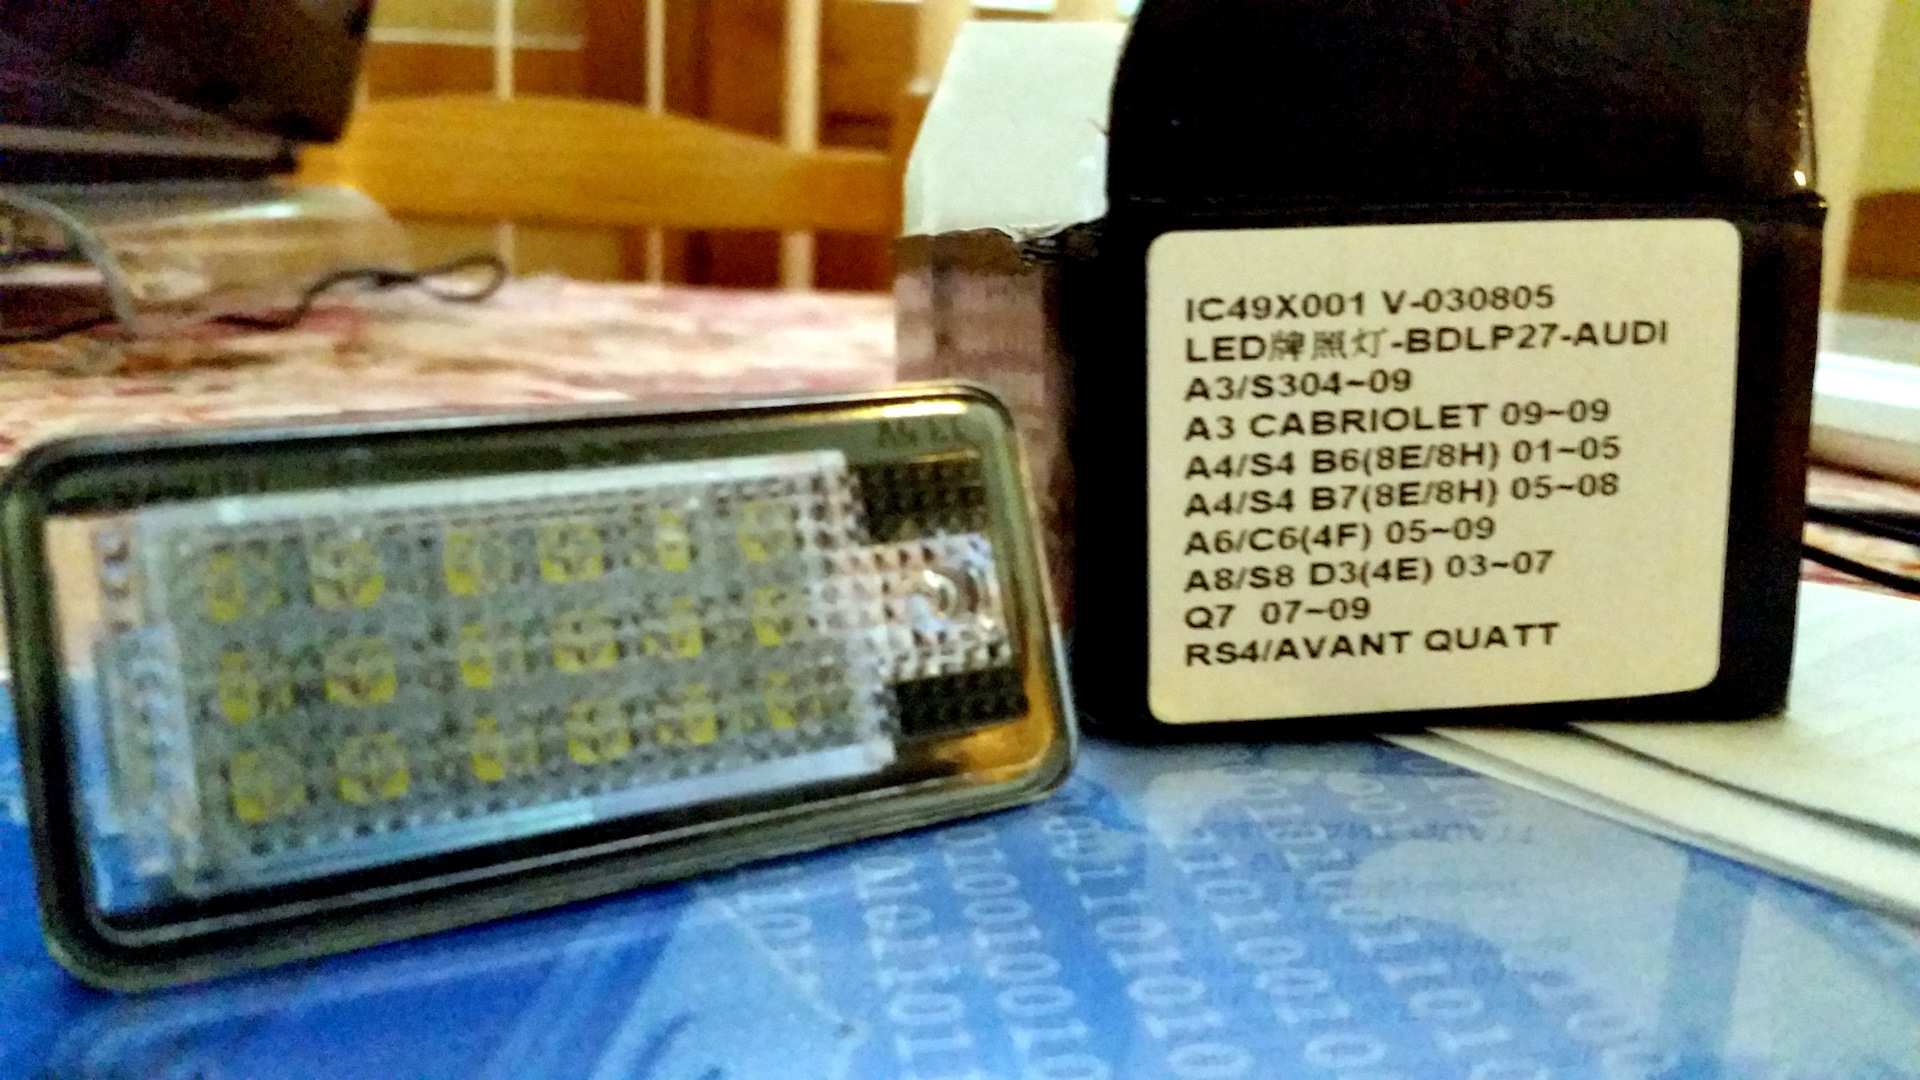 IC49X001 V-030805
LED牌照灯-BDLP27-AUDI
A3/S304~09
A3 CABRIOLET 09~09
A4/S4 B6(8E/8H) 01~05
A4/S4 B7(8E/8H) 05~08
A6/C6(4F) 05~09
A8/S8 D3(4E) 03~07
Q7 07~09
RS4/AVANT QUATT